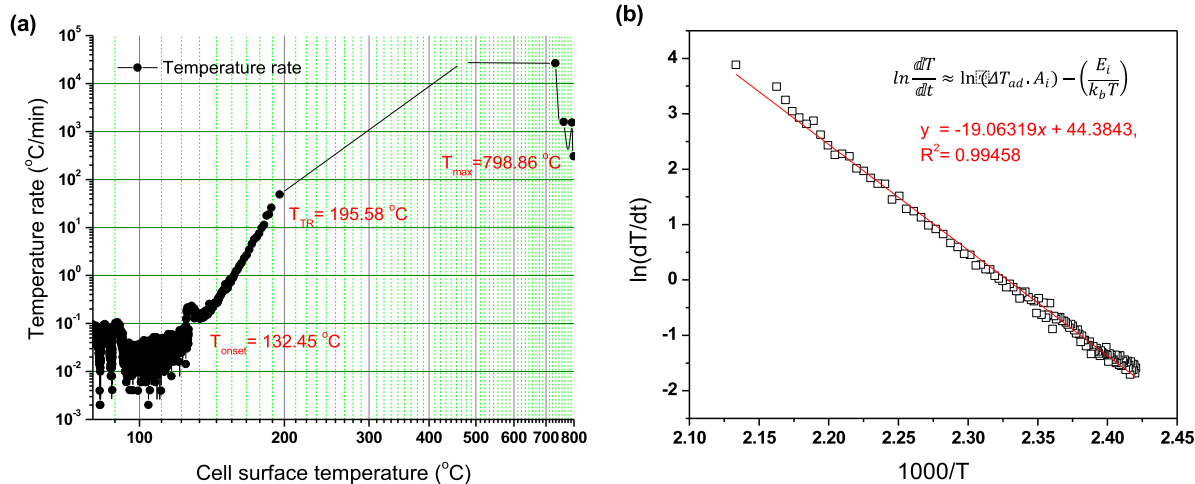 (a)
Temperature rate
T_max=798.86 °C
T_TR= 195.58 °C
T_onset= 132.45 °C
10^5
10^4
10^3
10^2
10^1
10^0
10^-1
10^-2
10^-3
Temperature rate (°C/min)
100
200
300
400
500
600
700
800
Cell surface temperature (°C)
(b)
ln dT/dt ≈ ln (ΔT_ad . A_i) − (E_i/k_b T)
y = -19.06319x + 44.3843,
R^2= 0.99458
4
3
2
1
0
-1
-2
ln(dT/dt)
2.10
2.15
2.20
2.25
2.30
2.35
2.40
2.45
1000/T